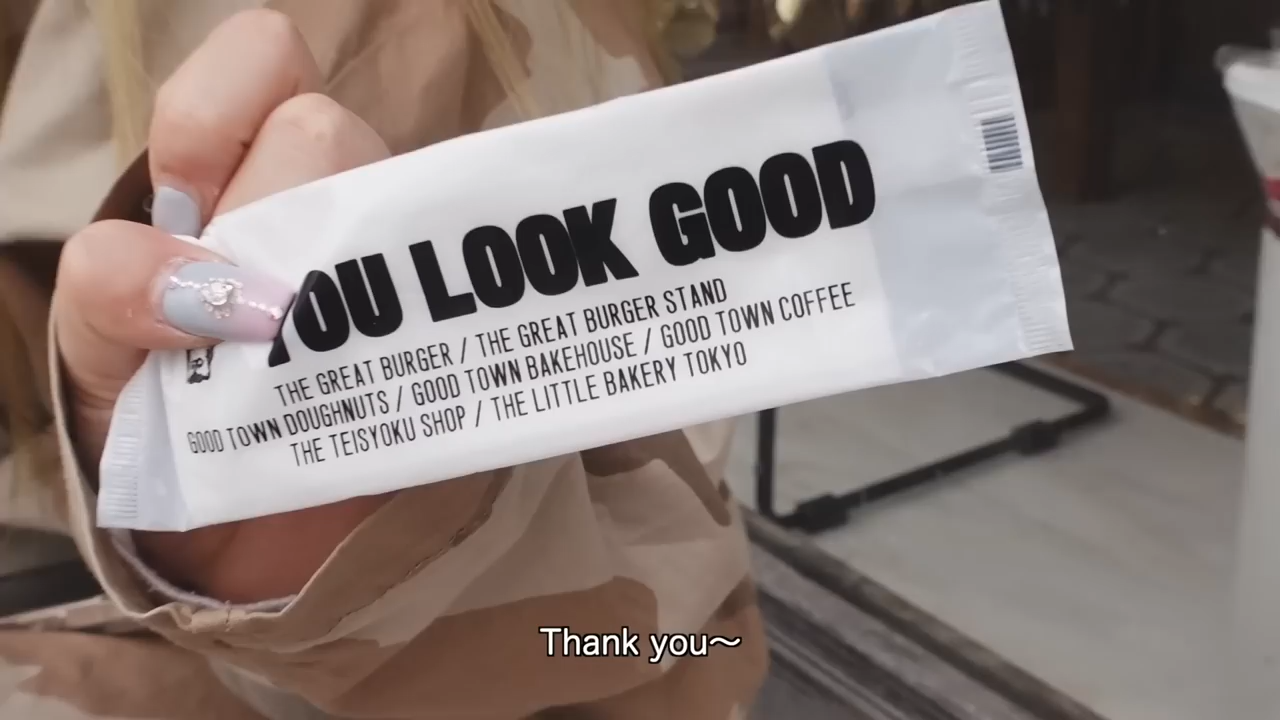 YOU LOOK GOOD
THE GREAT BURGER / THE GREAT BURGER STAND
GOOD TOWN DOUGHNUTS / GOOD TOWN BAKEHOUSE / GOOD TOWN COFFEE
THE TEISYOKU SHOP / THE LITTLE BAKERY TOKYO
Thank you～